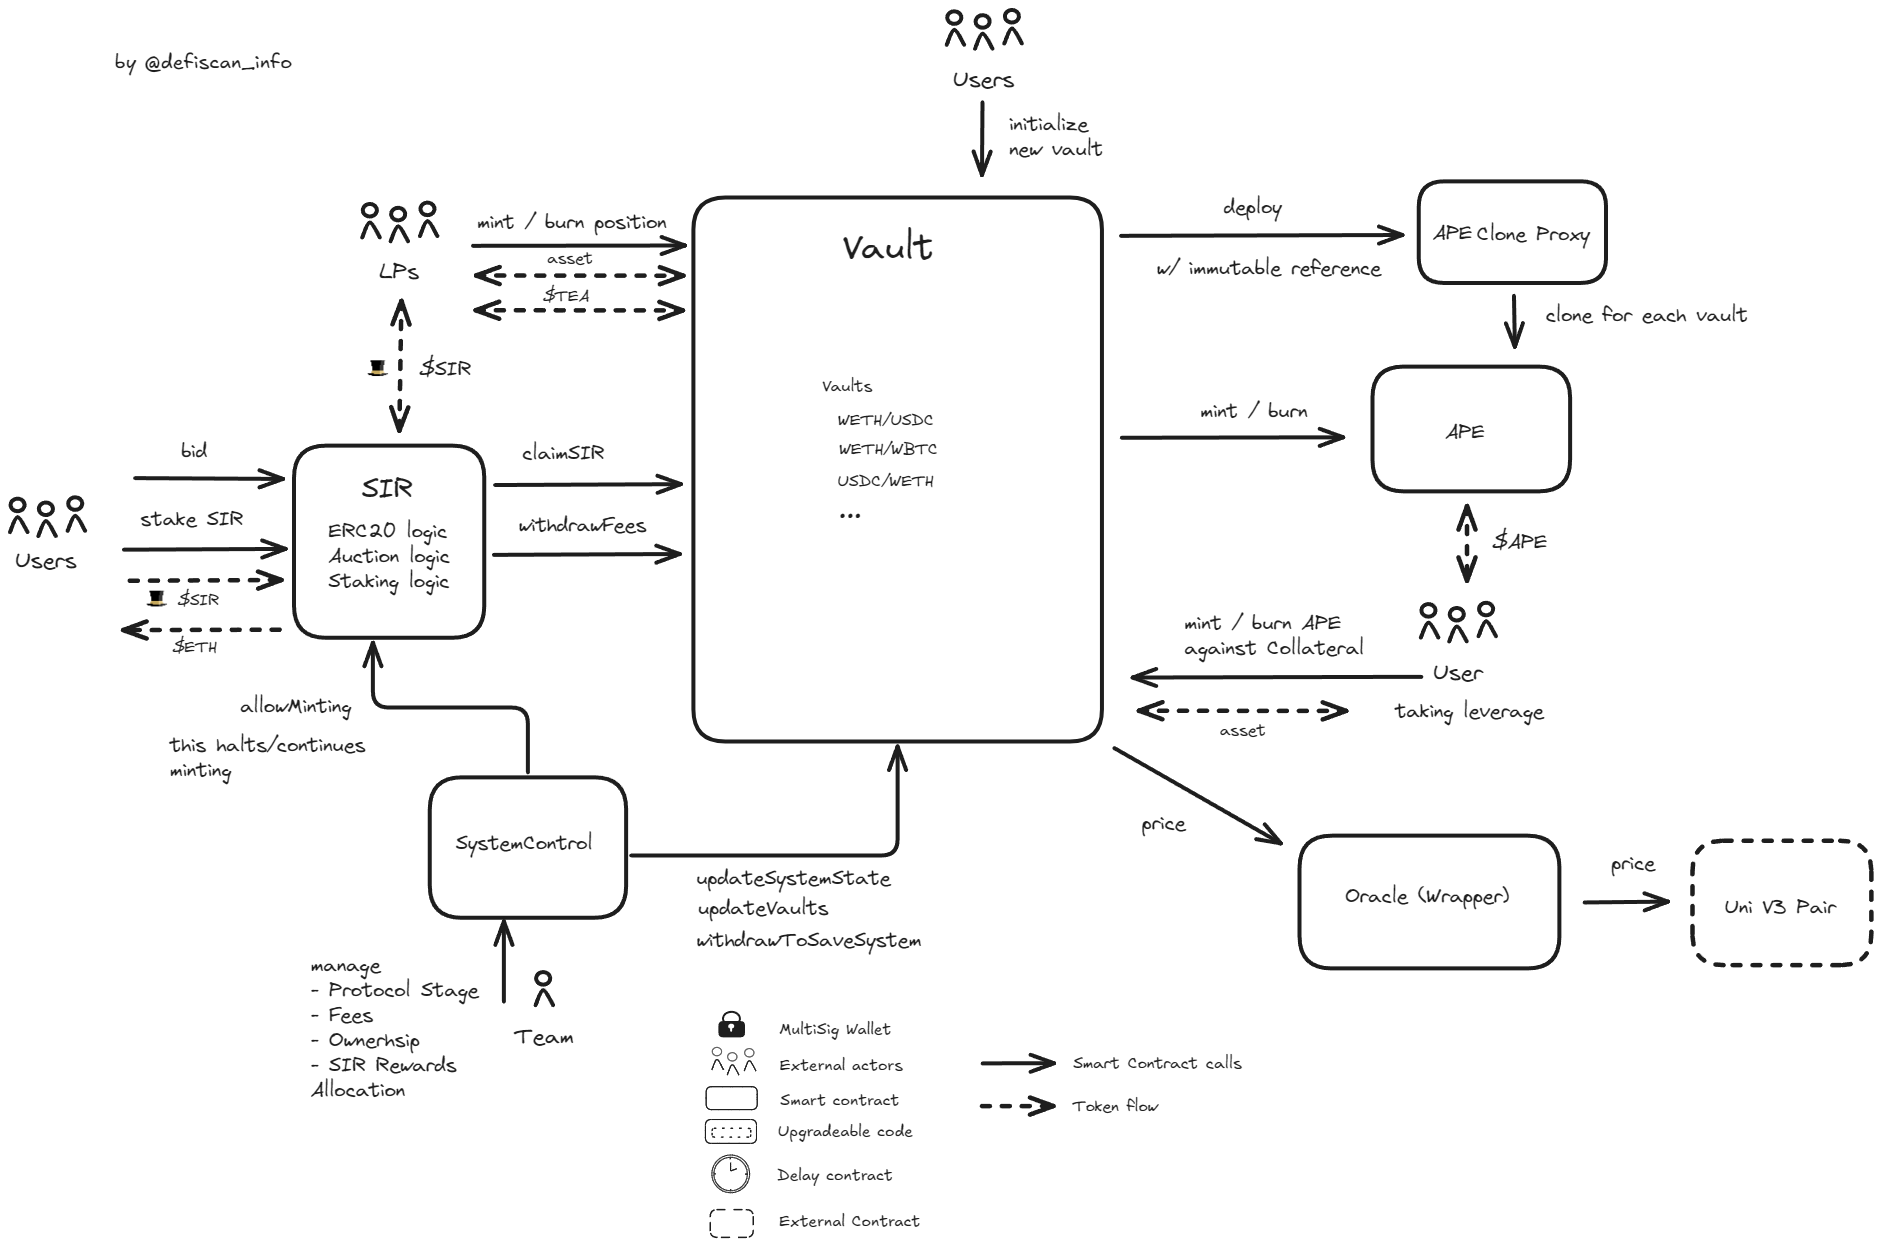 by @defiscan_info
Users
initialize
new vault
LPs
mint / burn position
asset
$TEA
$SIR
Vault
Vaults
WETH/USDC
WETH/WBTC
USDC/WETH
...
deploy
w/ immutable reference
APE Clone Proxy
clone for each vault
mint / burn
APE
$APE
mint / burn APE
against Collateral
User
taking leverage
asset
bid
stake SIR
Users
$SIR
$ETH
SIR
ERC20 logic
Auction logic
Staking logic
claimSIR
withdrawFees
allowMinting
this halts/continues
minting
SystemControl
updateSystemState
updateVaults
withdrawToSaveSystem
price
Oracle (Wrapper)
price
Uni V3 Pair
manage
- Protocol Stage
- Fees
- Ownerhsip
- SIR Rewards
Allocation
Team
MultiSig Wallet
External actors
Smart contract
Upgradeable code
Delay contract
External Contract
Smart Contract calls
Token flow